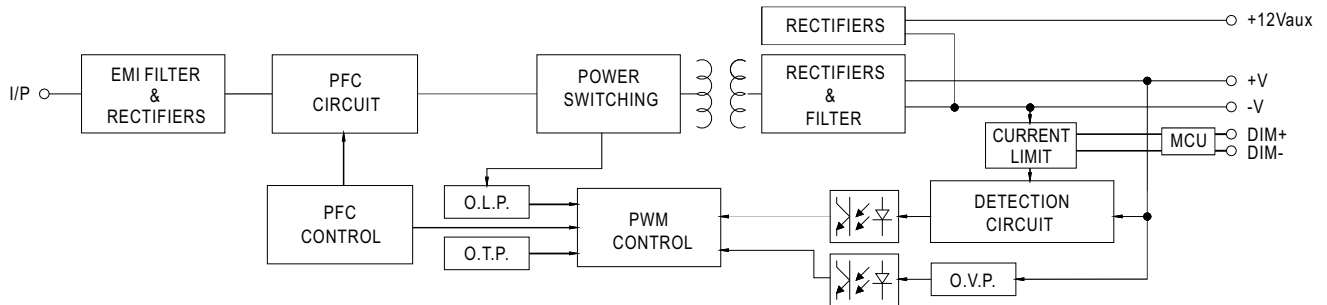 RECTIFIERS
+12Vaux
I/P
EMI FILTER
&
RECTIFIERS
PFC
CIRCUIT
POWER
SWITCHING
RECTIFIERS
&
FILTER
+V
-V
CURRENT
LIMIT
MCU
DIM+
DIM-
PFC
CONTROL
O.L.P.
O.T.P.
PWM
CONTROL
DETECTION
CIRCUIT
O.V.P.